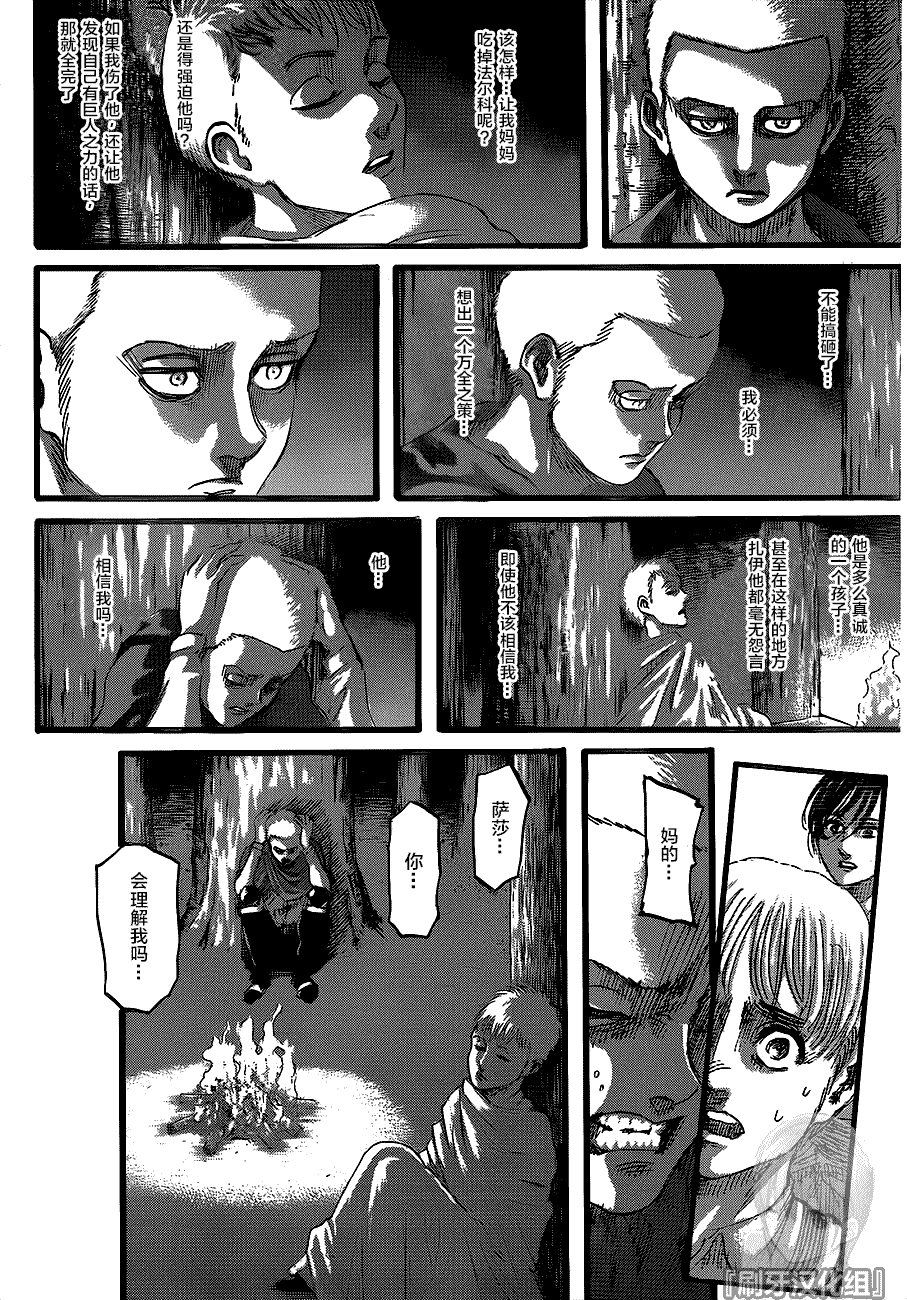 该怎样…让我妈妈
吃掉法尔科呢？
还是得强迫他吗？
如果我伤了他，还让他
发现自己有巨人之力的话，
那就全完了
不能搞砸了…
我必须…
想出一个万全之策…
他是多么真诚
的一个孩子…
甚至在这样的地方
扎伊他都毫无怨言
即使他不该相信我…
他…
相信我吗…
妈的…
萨莎…
你…
会理解我吗…
『刷牙汉化组』